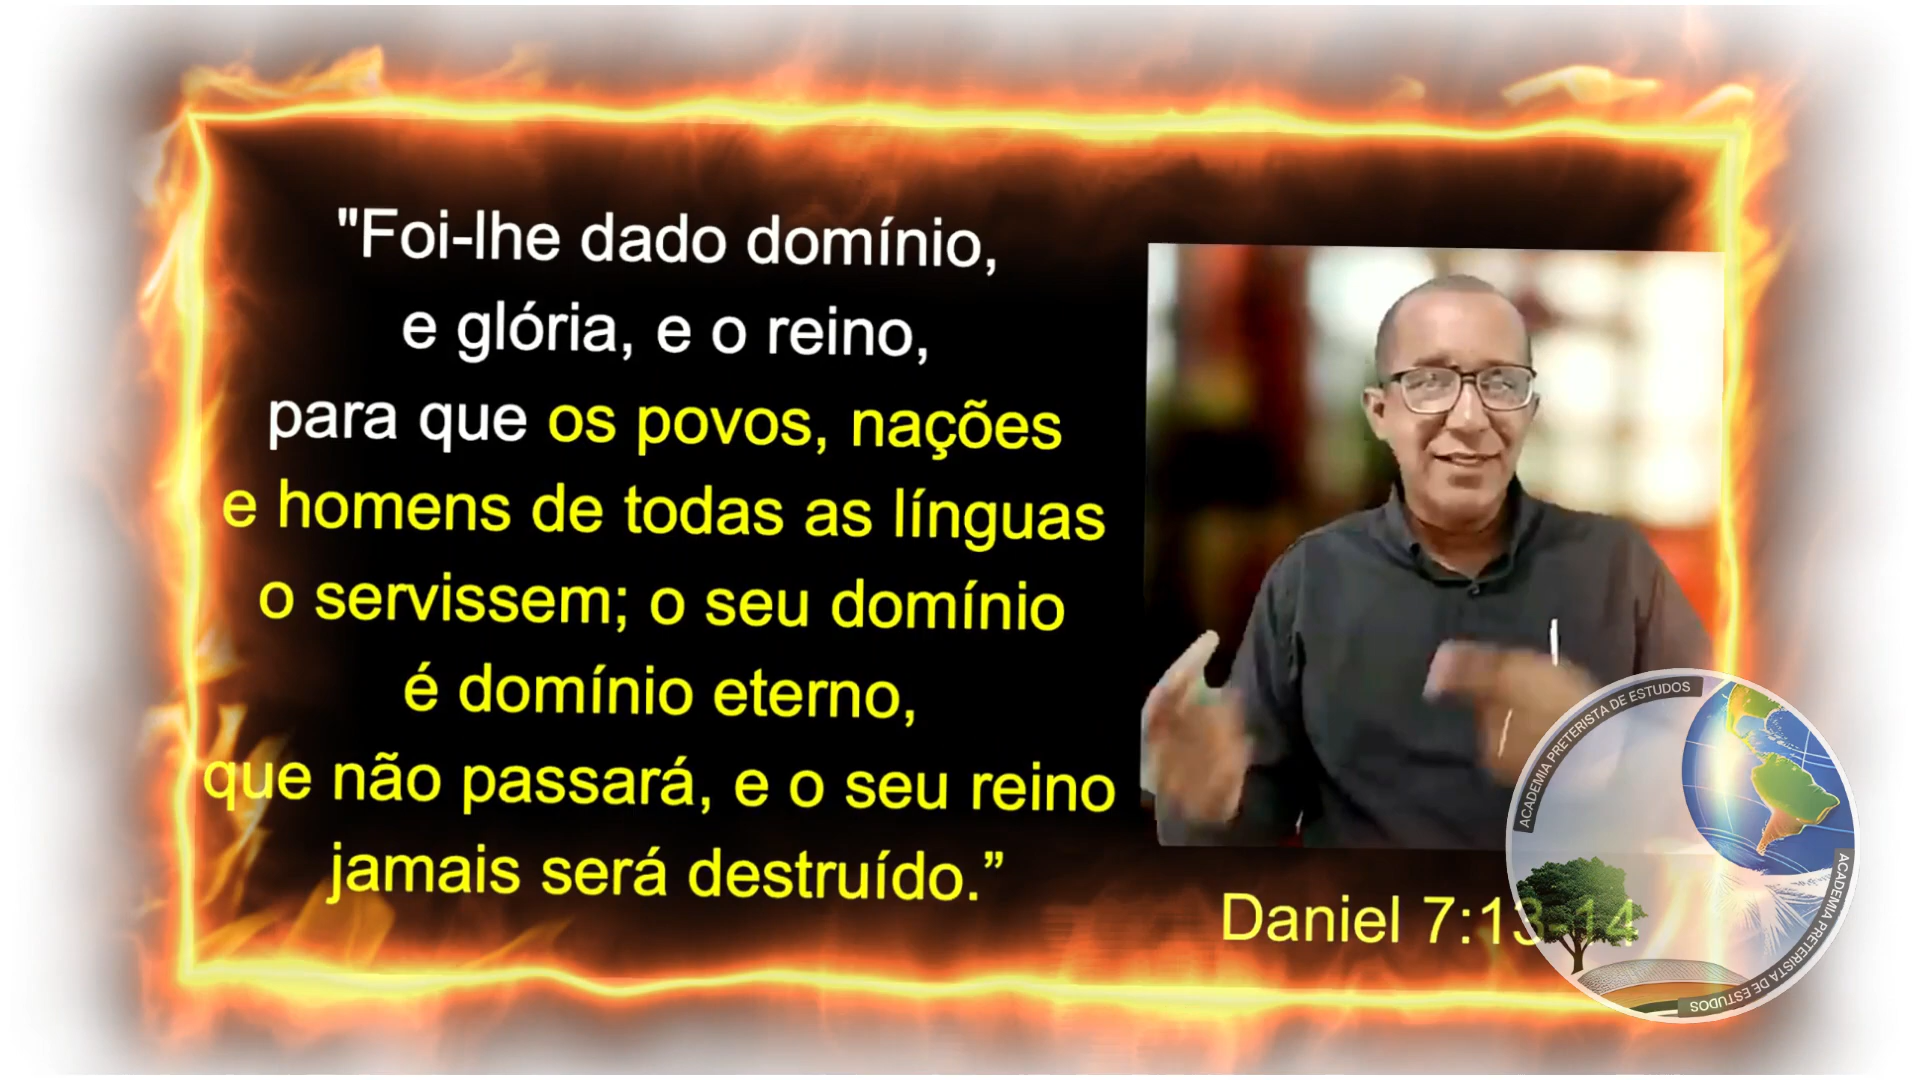 "Foi-lhe dado domínio,
e glória, e o reino,
para que os povos, nações
e homens de todas as línguas
o servissem; o seu domínio
é domínio eterno,
que não passará, e o seu reino
jamais será destruído.”
Daniel 7:13-14
ACADEMIA PRETERISTA DE ESTUDOS
ACADEMIA PRETERISTA DE ESTUDOS